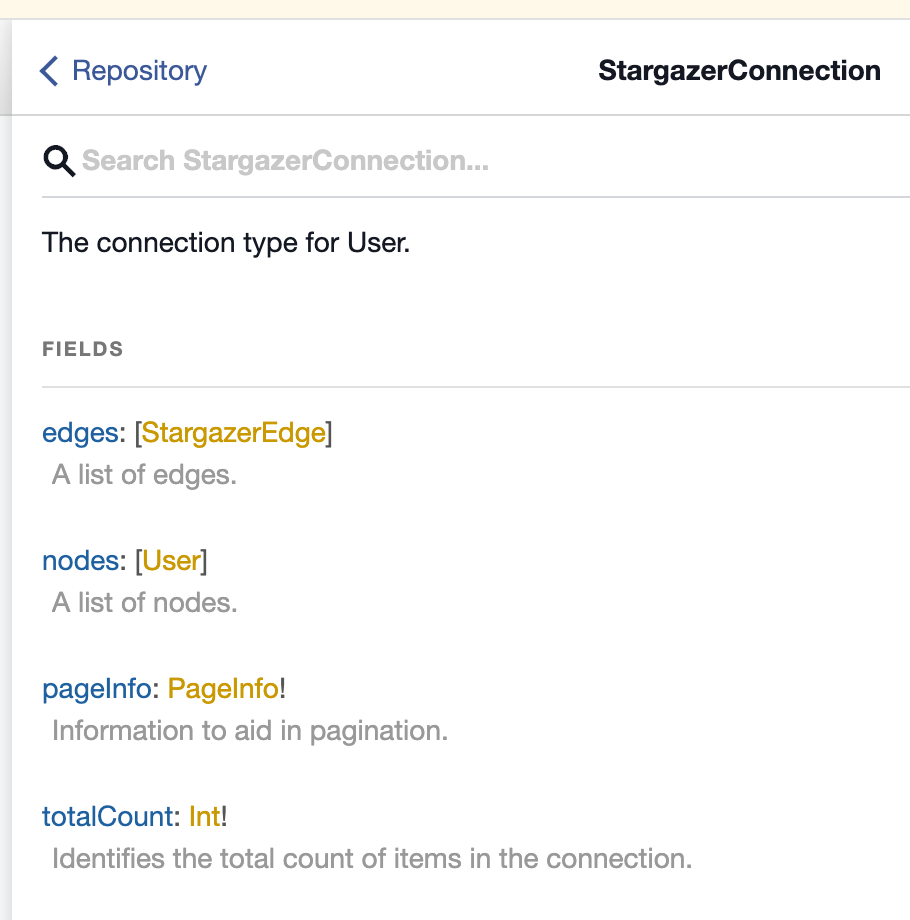 Repository
StargazerConnection
Search StargazerConnection...
The connection type for User.
FIELDS
edges: [StargazerEdge]
A list of edges.
nodes: [User]
A list of nodes.
pageInfo: PageInfo!
Information to aid in pagination.
totalCount: Int!
Identifies the total count of items in the connection.